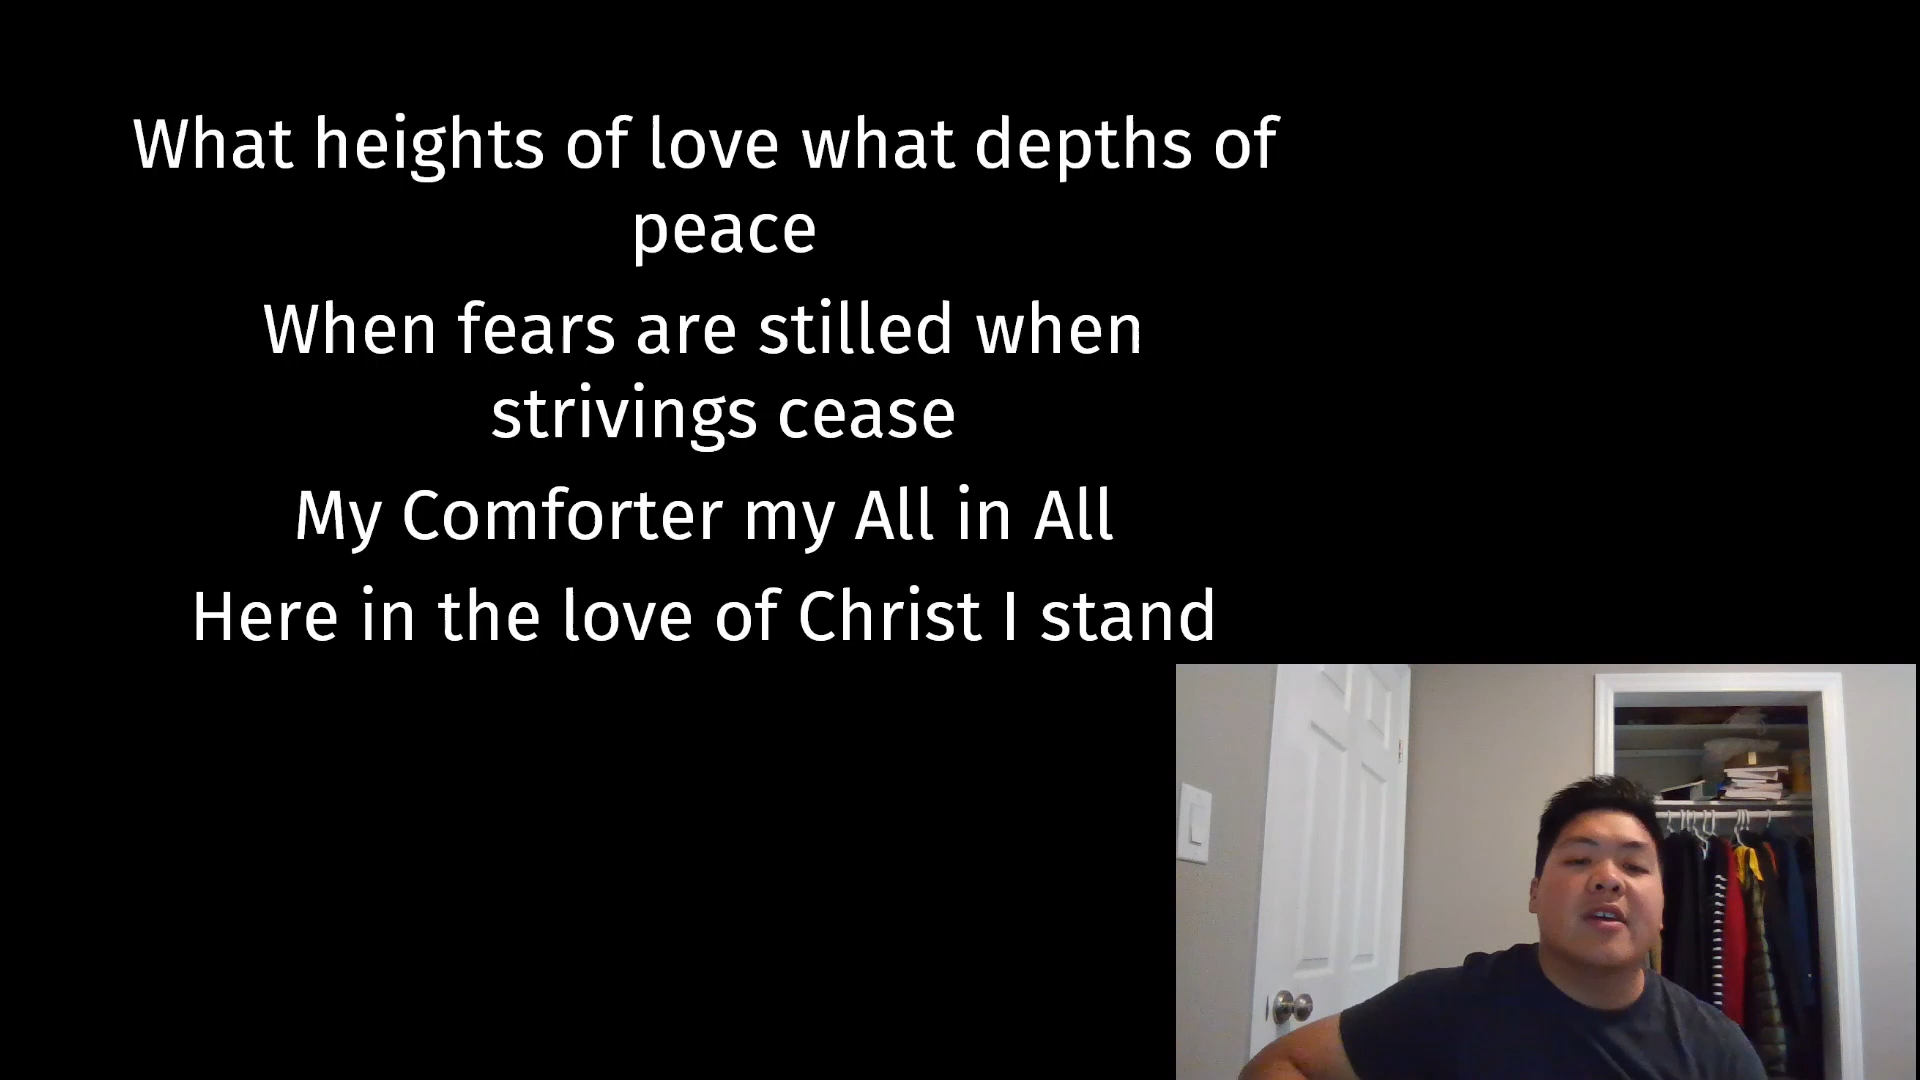 What heights of love what depths of
peace
When fears are stilled when
strivings cease
My Comforter my All in All
Here in the love of Christ I stand